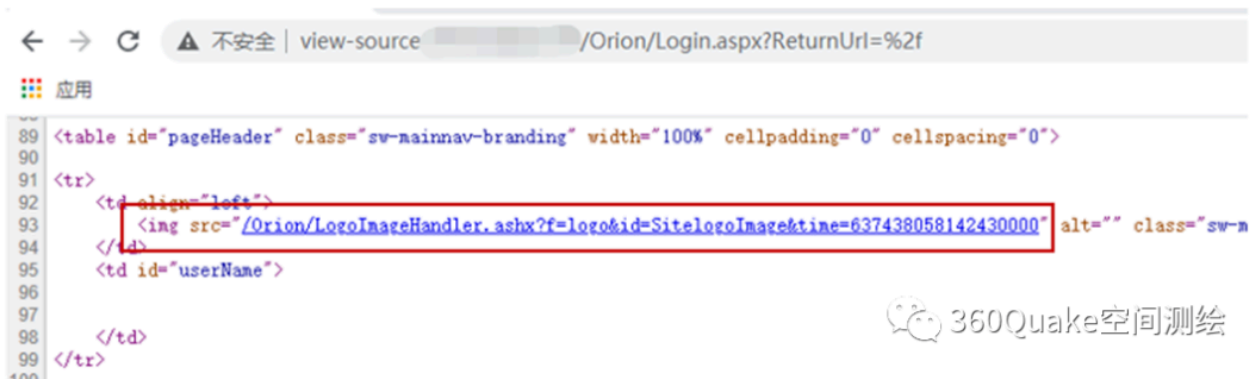 不安全 | view-source /Orion/Login.aspx?ReturnUrl=%2f
应用
89 <table id="pageHeader" class="sw-mainnav-branding" width="100%" cellpadding="0" cellspacing="0">
90
91 <tr>
92 <td align="left">
93 <img src="/Orion/LogoImageHandler.ashx?f=logo&id=SitelogoImage&time=637438058142430000" alt="" class="sw-m
94 </td>
95 <td id="userName">
96
97
98 </td>
99 </tr>
360Quake空间测绘